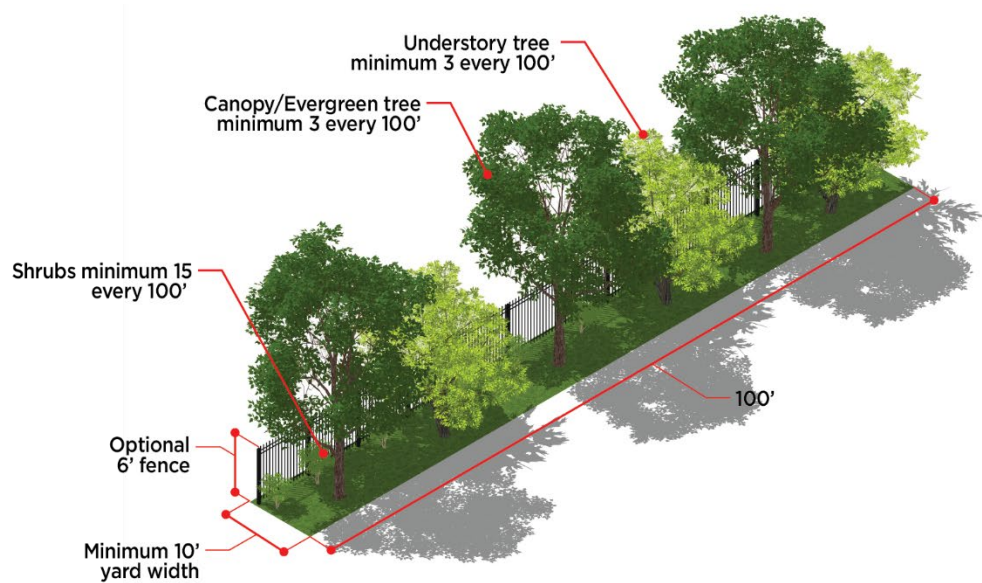 Understory tree
minimum 3 every 100’
Canopy/Evergreen tree
minimum 3 every 100’
Shrubs minimum 15
every 100’
100’
Optional
6’ fence
Minimum 10’
yard width